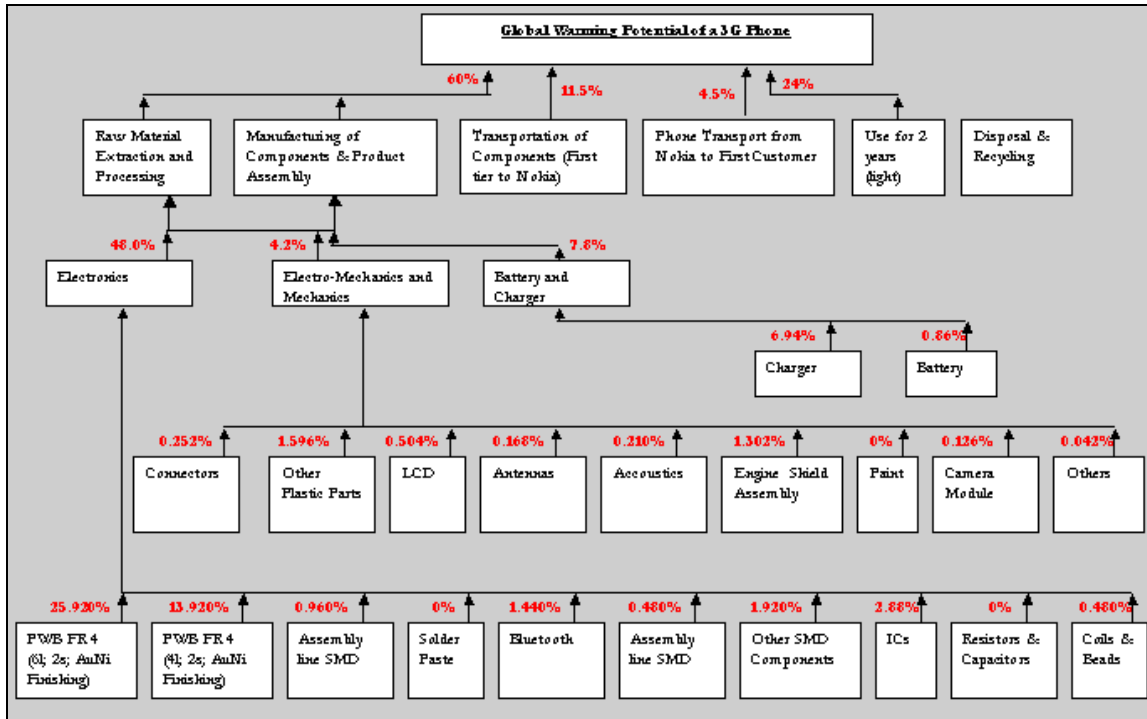 Global Warming Potential of a 3G Phone
60%
11.5%
4.5%
24%
Raw Material
Extraction and
Processing
Manufacturing of
Components & Product
Assembly
Transportation of
Components (First
tier to Nokia)
Phone Transport from
Nokia to First Customer
Use for 2
years
(light)
Disposal &
Recycling
48.0%
4.2%
7.8%
Electronics
Electro-Mechanics and
Mechanics
Battery and
Charger
6.94%
0.86%
Charger
Battery
0.252%
1.596%
0.504%
0.168%
0.210%
1.302%
0%
0.126%
0.042%
Connectors
Other
Plastic Parts
LCD
Antennas
Accoustics
Engine Shield
Assembly
Paint
Camera
Module
Others
25.920%
13.920%
0.960%
0%
1.440%
0.480%
1.920%
2.88%
0%
0.480%
PWB FR4
(6l; 2s; AuNi
Finishing)
PWB FR4
(4l; 2s; AuNi
Finishing)
Assembly
line SMD
Solder
Paste
Bluetooth
Assembly
line SMD
Other SMD
Components
ICs
Resistors &
Capacitors
Coils &
Beads